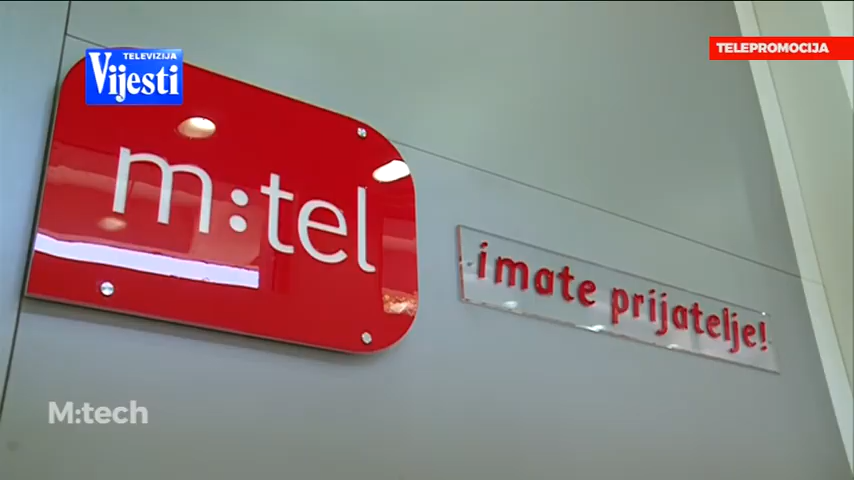 TELEVIZIJA
Vijesti
TELEPROMOCIJA
m:tel
imate prijatelje!
M:tech